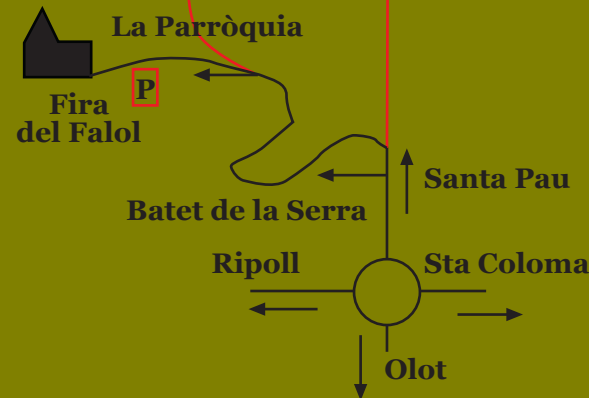 La Parròquia
P
Fira
del Falol
Santa Pau
Batet de la Serra
Ripoll
Sta Coloma
Olot